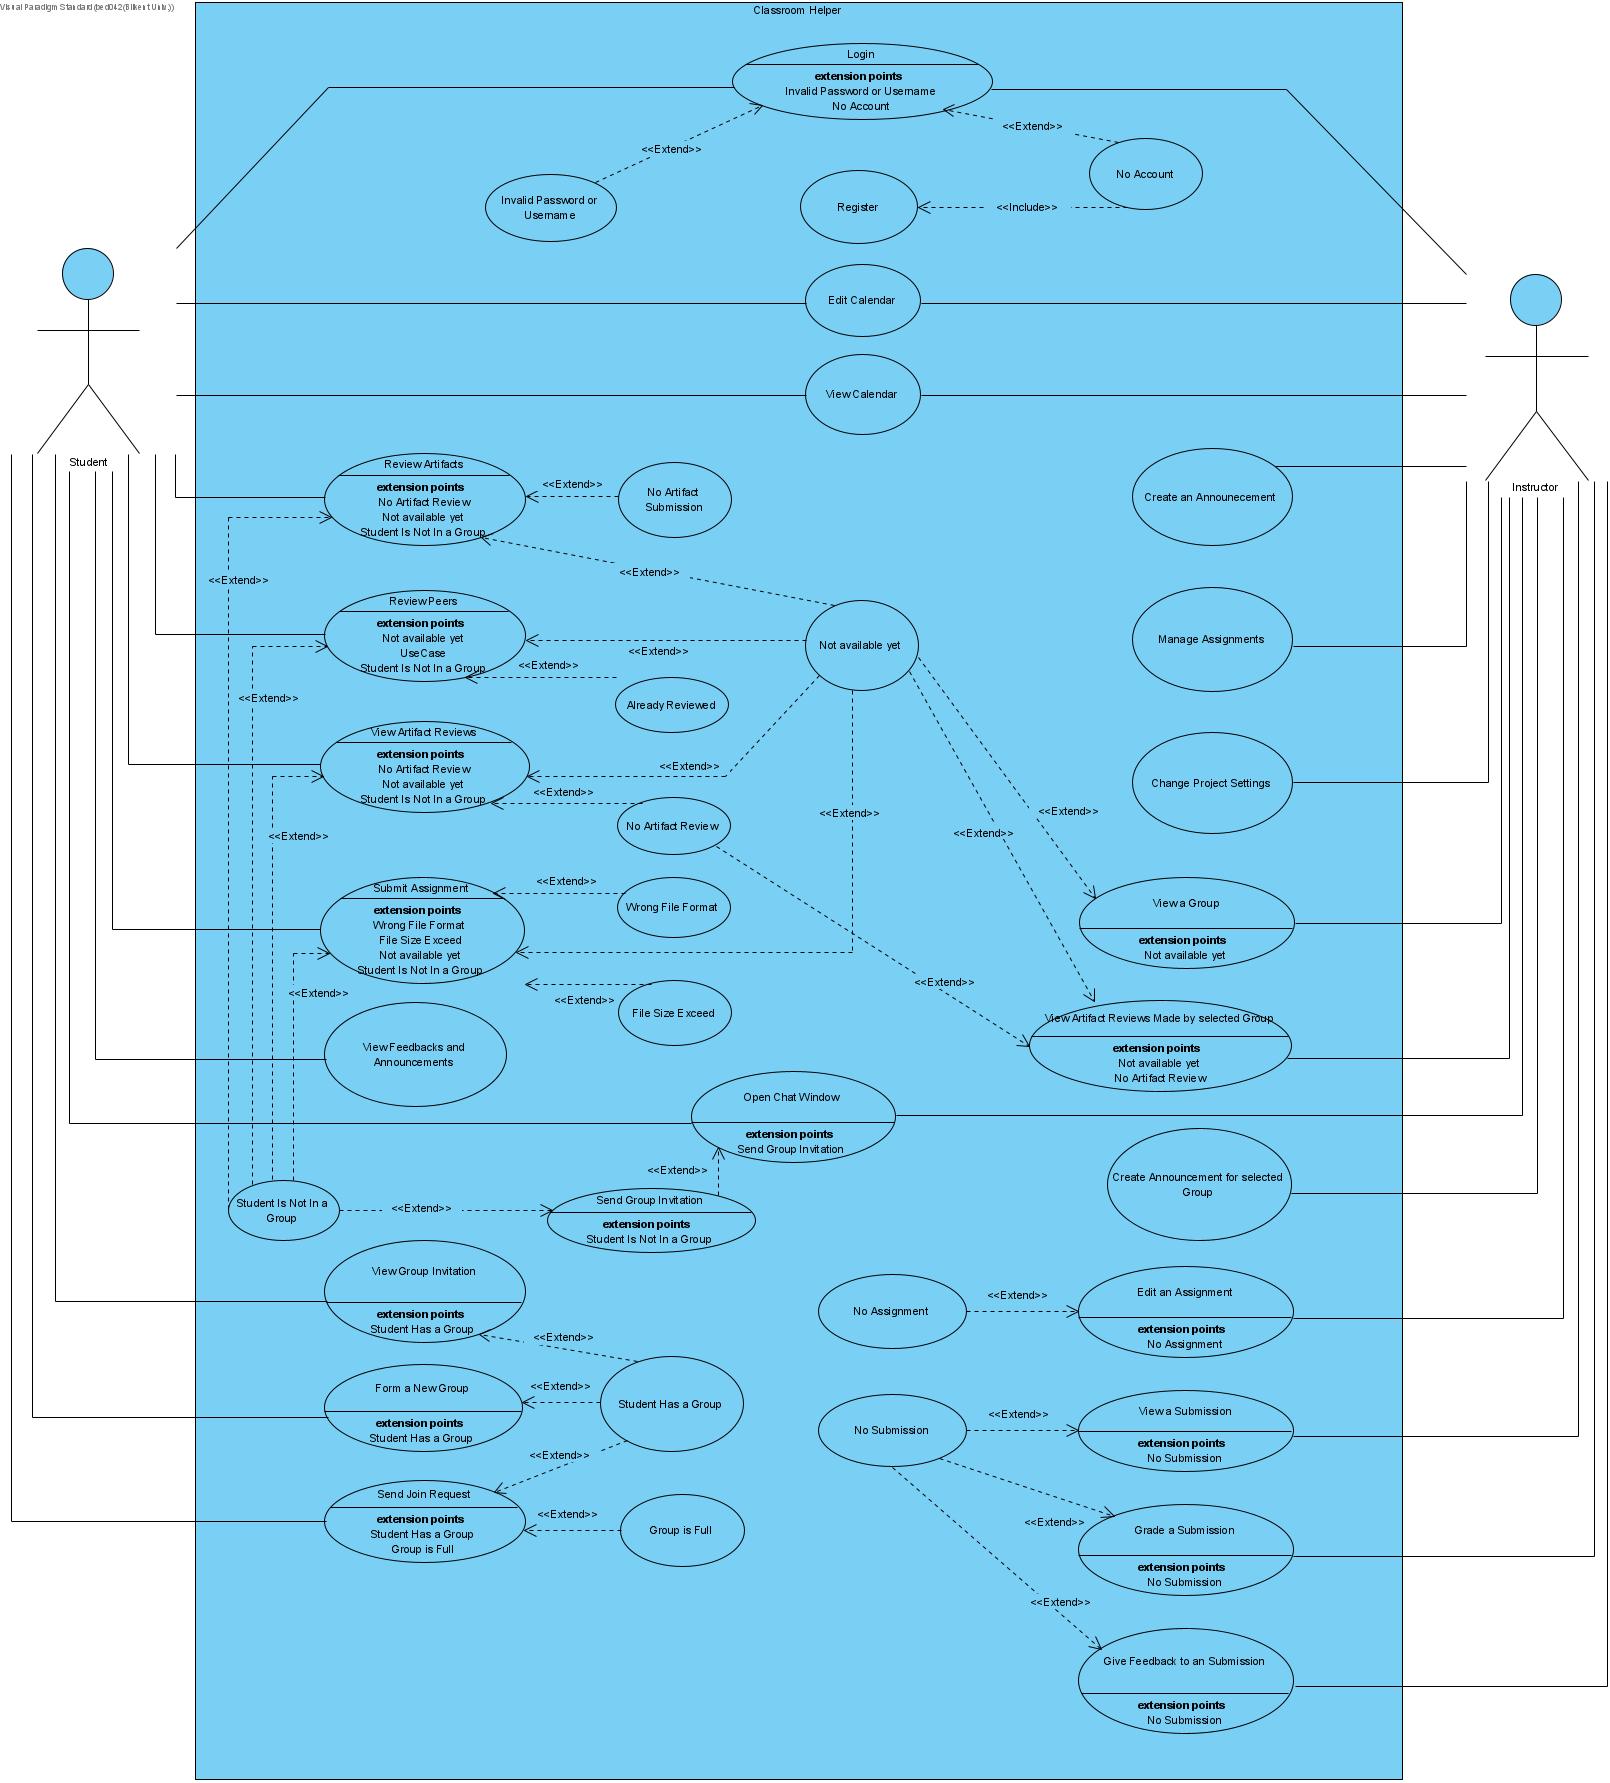 Visual Paradigm Standard(bed042(Bilkent Univ.))
Classroom Helper
Login
extension points
Invalid Password or Username
No Account
<<Extend>>
<<Extend>>
No Account
Invalid Password or
Username
Register
<<Include>>
Edit Calendar
View Calendar
Student
Instructor
Review Artifacts
extension points
No Artifact Review
Not available yet
Student Is Not In a Group
<<Extend>>
No Artifact
Submission
Create an Announecement
<<Extend>>
<<Extend>>
Review Peers
extension points
Not available yet
UseCase
Student Is Not In a Group
<<Extend>>
<<Extend>>
Not available yet
Manage Assignments
<<Extend>>
Already Reviewed
View Artifact Reviews
extension points
No Artifact Review
Not available yet
Student Is Not In a Group
<<Extend>>
<<Extend>>
Change Project Settings
<<Extend>>
No Artifact Review
<<Extend>>
<<Extend>>
<<Extend>>
Submit Assignment
extension points
Wrong File Format
File Size Exceed
Not available yet
Student Is Not In a Group
<<Extend>>
Wrong File Format
View a Group
extension points
Not available yet
<<Extend>>
<<Extend>>
<<Extend>>
File Size Exceed
View Artifact Reviews Made by selected Group
extension points
Not available yet
No Artifact Review
View Feedbacks and
Announcements
Open Chat Window
extension points
Send Group Invitation
<<Extend>>
Create Announcement for selected
Group
Student Is Not In a
Group
<<Extend>>
Send Group Invitation
extension points
Student Is Not In a Group
View Group Invitation
extension points
Student Has a Group
<<Extend>>
No Assignment
<<Extend>>
Edit an Assignment
extension points
No Assignment
Form a New Group
extension points
Student Has a Group
<<Extend>>
Student Has a Group
<<Extend>>
No Submission
<<Extend>>
View a Submission
extension points
No Submission
Send Join Request
extension points
Student Has a Group
Group is Full
<<Extend>>
Group is Full
<<Extend>>
Grade a Submission
extension points
No Submission
<<Extend>>
Give Feedback to an Submission
extension points
No Submission